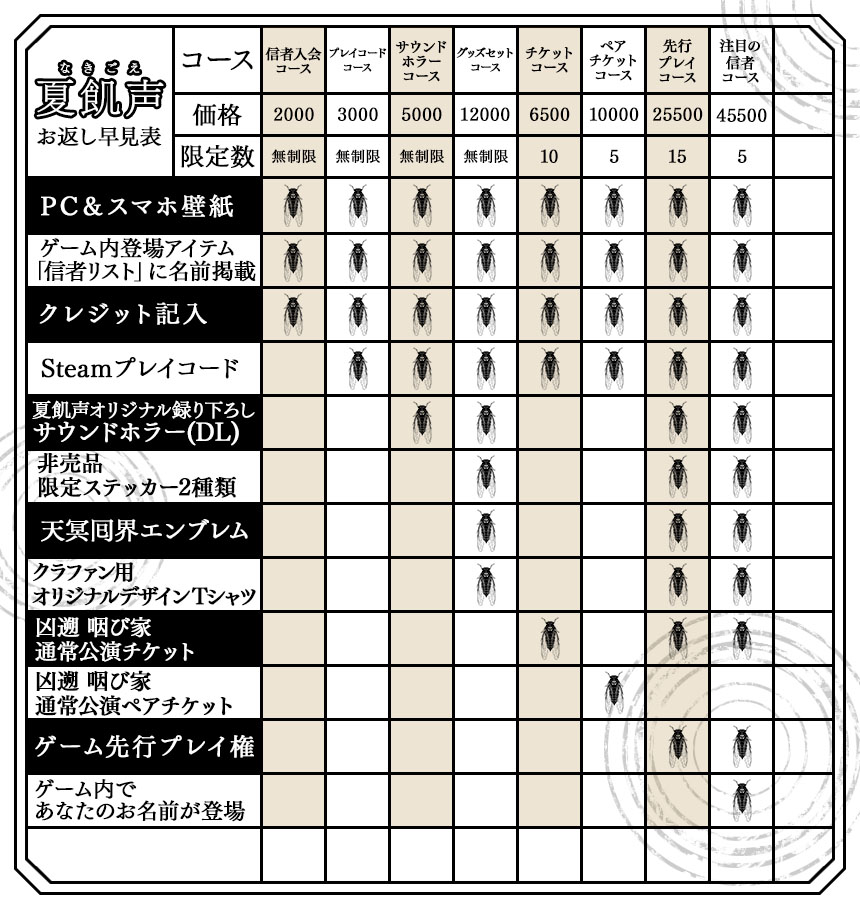 なきごえ
夏飢声
お返し早見表
コース
信者入会
コース
プレイコード
コース
サウンド
ホラー
コース
グッズセット
コース
チケット
コース
ペア
チケット
コース
先行
プレイ
コース
注目の
信者
コース
価格 2000 3000 5000 12000 6500 10000 25500 45500
限定数 無制限 無制限 無制限 無制限 10 5 15 5
PC&スマホ壁紙
ゲーム内登場アイテム
「信者リスト」に名前掲載
クレジット記入
Steamプレイコード
夏飢声オリジナル録り下ろし
サウンドホラー(DL)
非売品
限定ステッカー2種類
天冥囘界エンブレム
クラファン用
オリジナルデザインTシャツ
凶遡 咽び家
通常公演チケット
凶遡 咽び家
通常公演ペアチケット
ゲーム先行プレイ権
ゲーム内で
あなたのお名前が登場